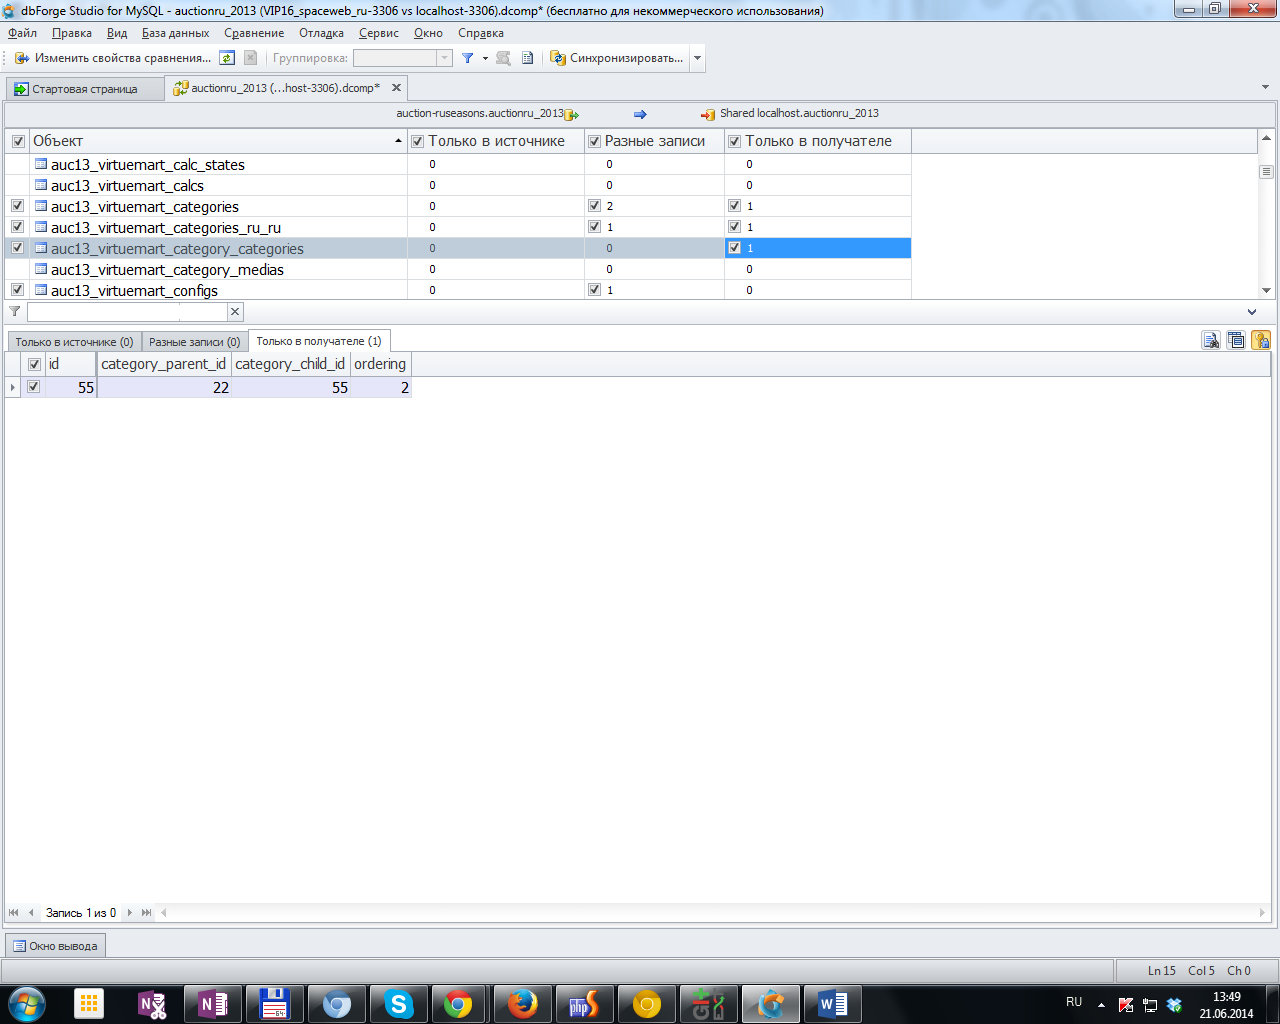 dbForge Studio for MySQL - auctionru_2013 (VIP16_spaceweb_ru-3306 vs localhost-3306).dcomp* (бесплатно для некоммерческого использования)
Файл Правка Вид База данных Сравнение Отладка Сервис Окно Справка
Изменить свойства сравнения... Группировка: Синхронизировать...
Стартовая страница auctionru_2013 (...host-3306).dcomp*
auction-ruseasons.auctionru_2013 Shared localhost.auctionru_2013
Объект Только в источнике Разные записи Только в получателе
auc13_virtuemart_calc_states 0 0 0
auc13_virtuemart_calcs 0 0 0
auc13_virtuemart_categories 0 2 1
auc13_virtuemart_categories_ru_ru 0 1 1
auc13_virtuemart_category_categories 0 0 1
auc13_virtuemart_category_medias 0 0 0
auc13_virtuemart_configs 0 1 0
Только в источнике (0) Разные записи (0) Только в получателе (1)
id category_parent_id category_child_id ordering
55 22 55 2
Запись 1 из 0
Окно вывода
Ln 15 Col 5 Ch 0
RU 13:49
21.06.2014